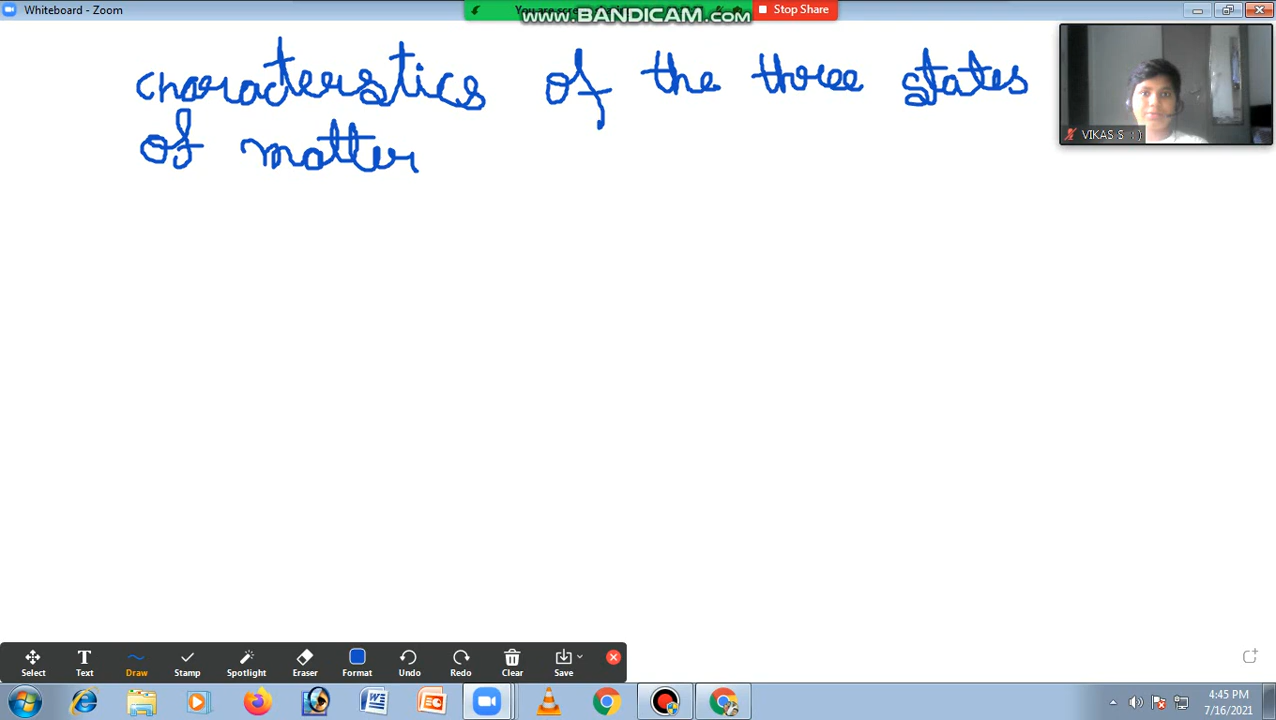 Whiteboard - Zoom
www.BANDICAM.com
Stop Share
characteristics of the three states
of matter
VIKAS S :)
Select
Text
Draw
Stamp
Spotlight
Eraser
Format
Undo
Redo
Clear
Save
4:45 PM
7/16/2021